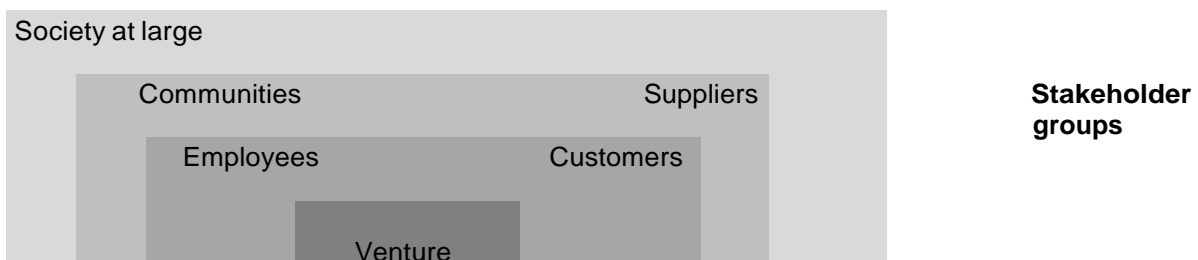 Society at large
Communities Suppliers Stakeholder
groups
Employees Customers
Venture